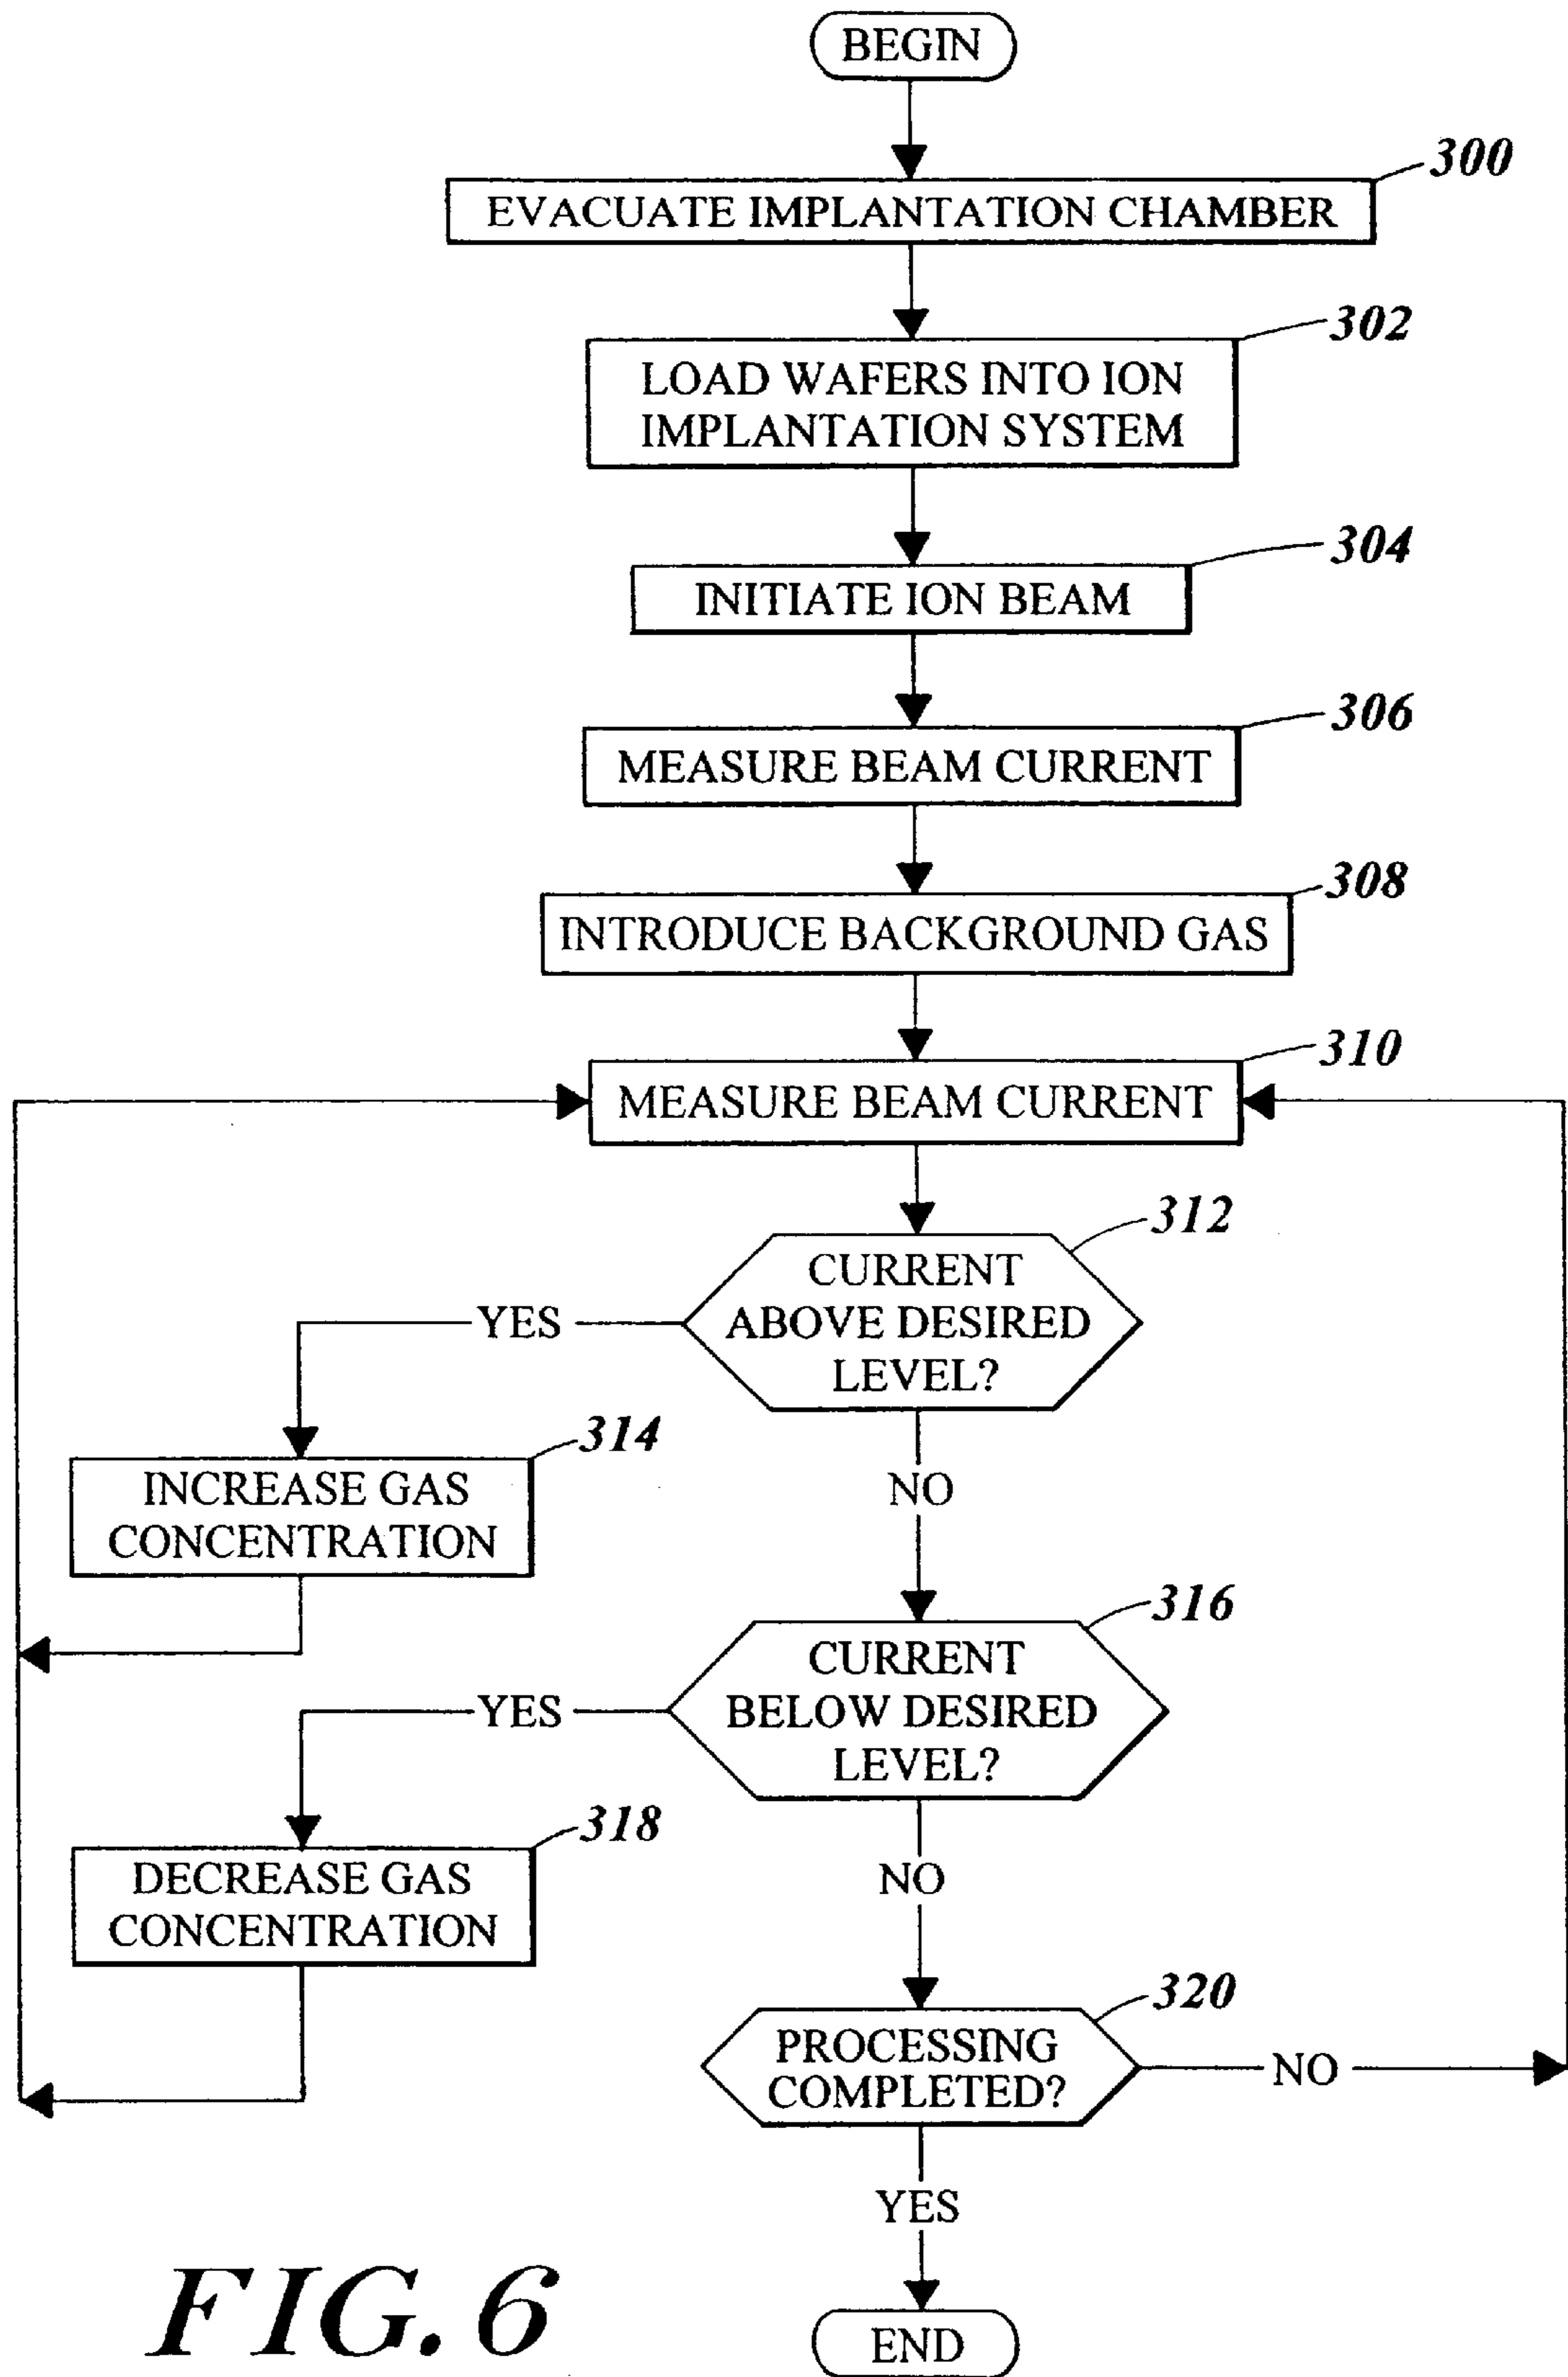 BEGIN
300
EVACUATE IMPLANTATION CHAMBER
302
LOAD WAFERS INTO ION
IMPLANTATION SYSTEM
304
INITIATE ION BEAM
306
MEASURE BEAM CURRENT
308
INTRODUCE BACKGROUND GAS
310
MEASURE BEAM CURRENT
312
CURRENT
ABOVE DESIRED
LEVEL?
YES
314
INCREASE GAS
CONCENTRATION
NO
316
CURRENT
BELOW DESIRED
LEVEL?
YES
318
DECREASE GAS
CONCENTRATION
NO
320
PROCESSING
COMPLETED?
NO
YES
END
FIG. 6